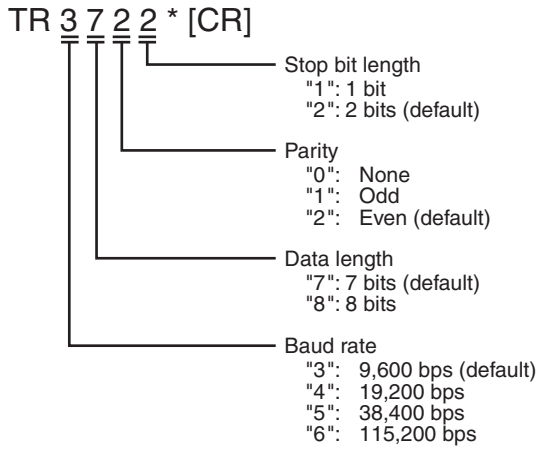 TR 3 7 2 2 * [CR]
Stop bit length
"1": 1 bit
"2": 2 bits (default)
Parity
"0": None
"1": Odd
"2": Even (default)
Data length
"7": 7 bits (default)
"8": 8 bits
Baud rate
"3": 9,600 bps (default)
"4": 19,200 bps
"5": 38,400 bps
"6": 115,200 bps